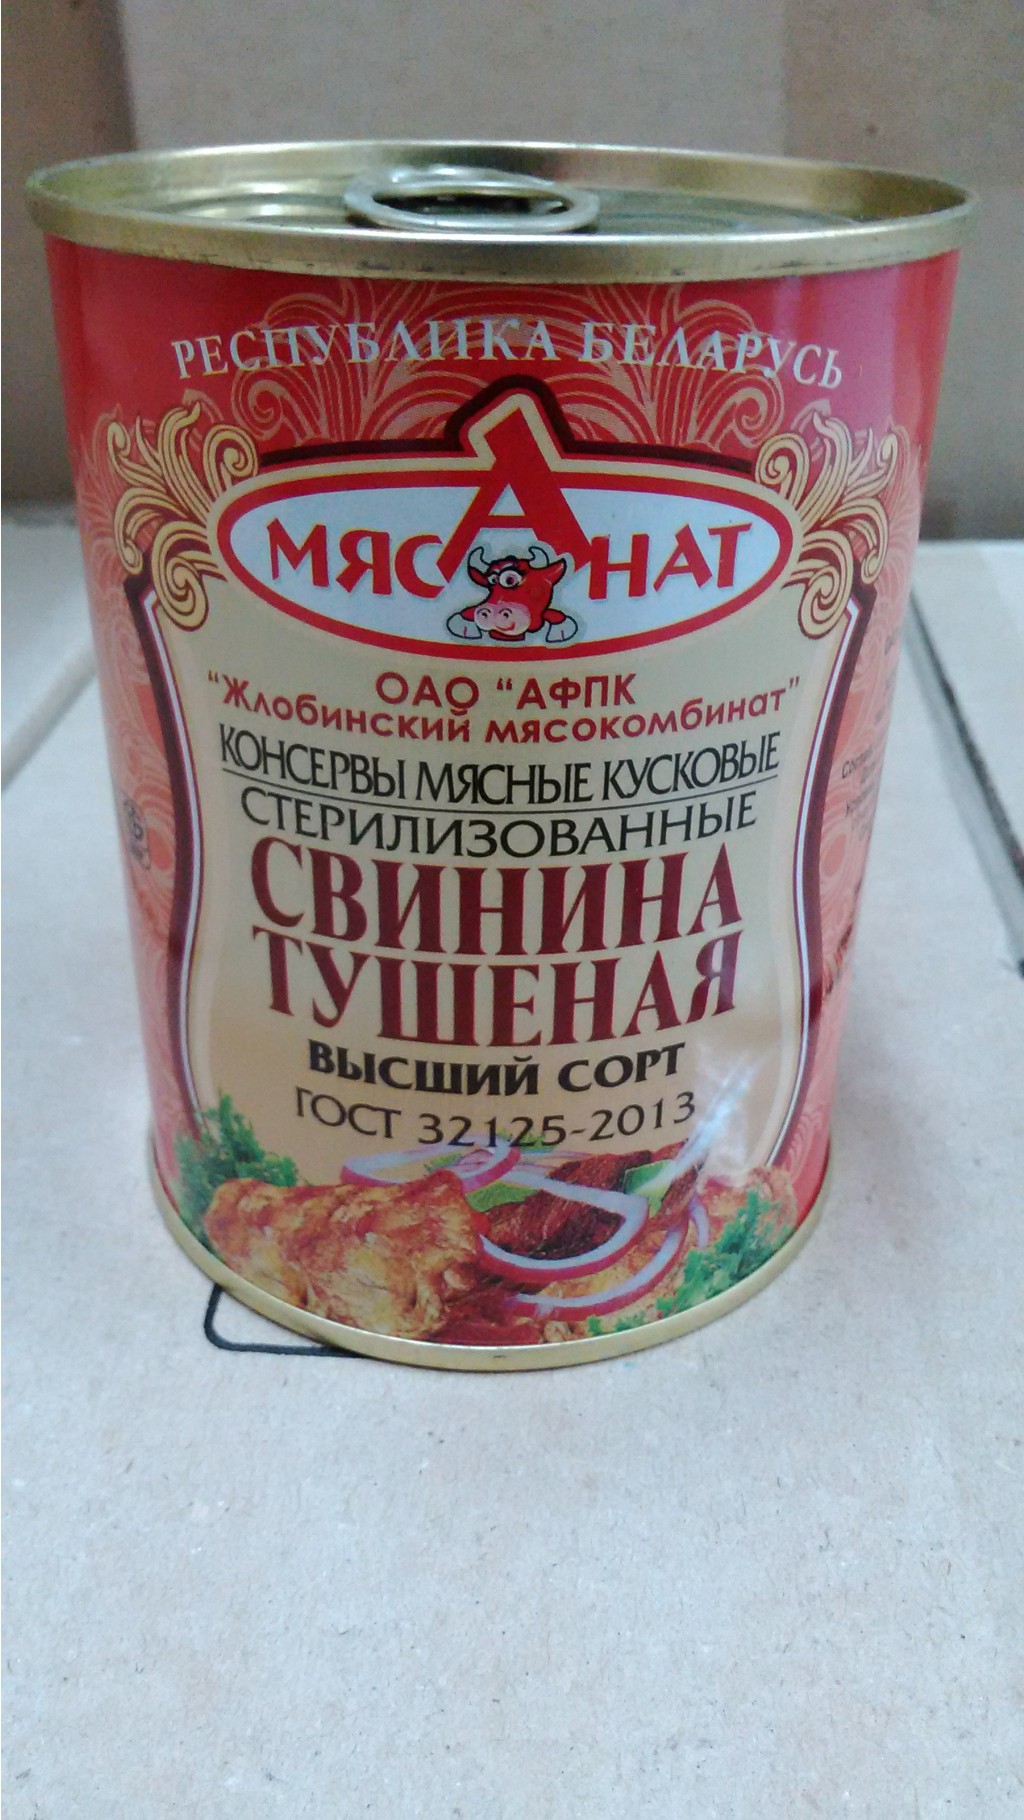 РЕСПУБЛИКА БЕЛАРУСЬ
МЯСАНАТ
ОАО "АФПК
"Жлобинский мясокомбинат"
КОНСЕРВЫ МЯСНЫЕ КУСКОВЫЕ
СТЕРИЛИЗОВАННЫЕ
СВИНИНА
ТУШЕНАЯ
ВЫСШИЙ СОРТ
ГОСТ 32125-2013